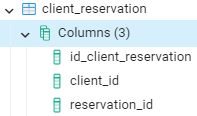 client_reservation
Columns (3)
id_client_reservation
client_id
reservation_id